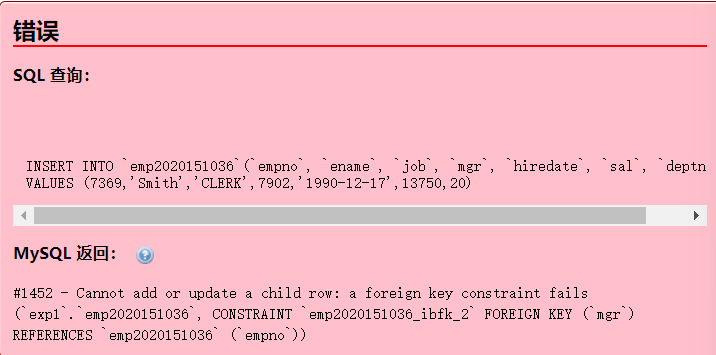 错误
SQL 查询：
INSERT INTO `emp2020151036`(`empno`, `ename`, `job`, `mgr`, `hiredate`, `sal`, `deptn
VALUES (7369,'Smith','CLERK',7902,'1990-12-17',13750,20)
MySQL 返回：
#1452 - Cannot add or update a child row: a foreign key constraint fails
(`exp1`.`emp2020151036`, CONSTRAINT `emp2020151036_ibfk_2` FOREIGN KEY (`mgr`)
REFERENCES `emp2020151036` (`empno`))